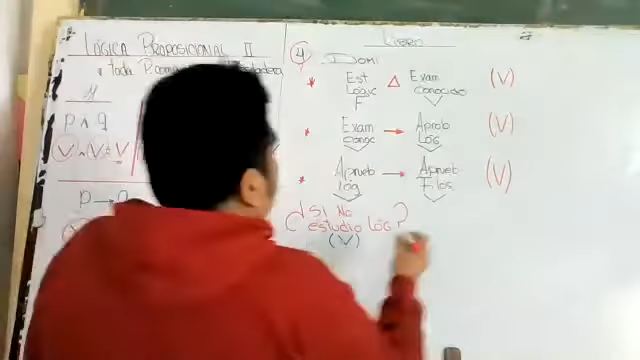 LÓGICA PROPOSICIONAL II
toda
y
p ∧ q
V ∧ V = V
p → q
LIBRO
4 DOMI
* Est Lógic F △ Exam conocido V (V)
* Exam conoc V → Aprob Lóg V (V)
* Aprueb lóg V → Aprueb Filos V (V)
¿SI NO
estudio LÓG?
(V)